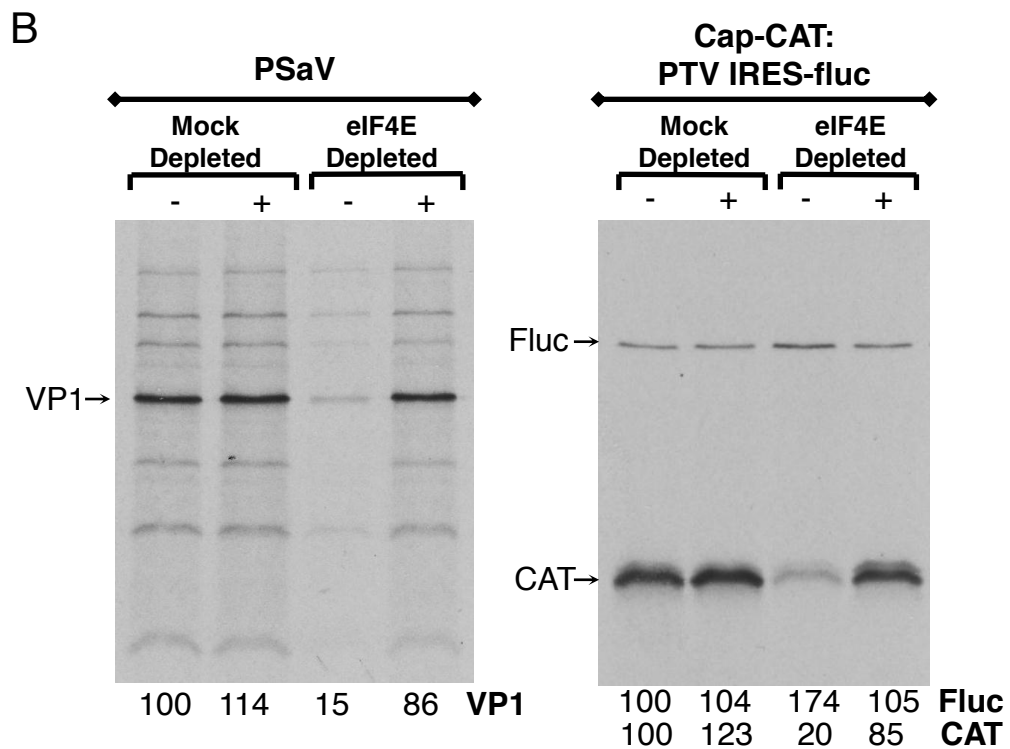 B
PSaV
Mock
Depleted
eIF4E
Depleted
- + - +
VP1→
100 114 15 86 VP1
Cap-CAT:
PTV IRES-fluc
Mock
Depleted
eIF4E
Depleted
- + - +
Fluc→
CAT→
100 104 174 105 Fluc
100 123 20 85 CAT